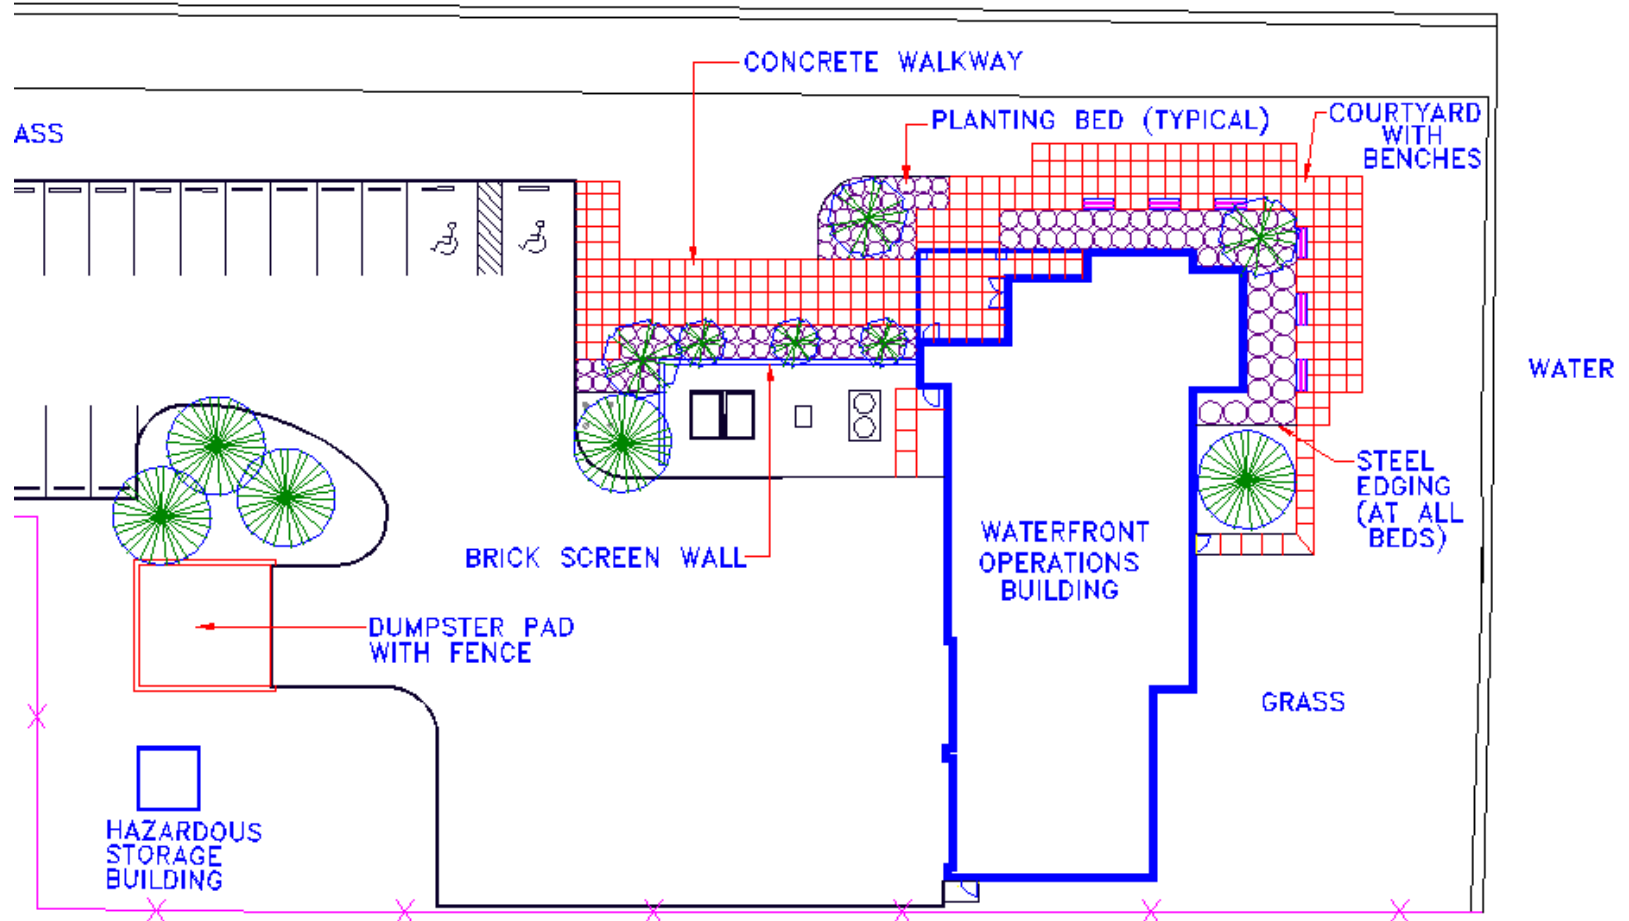 CONCRETE WALKWAY
PLANTING BED (TYPICAL)
COURTYARD
WITH
BENCHES
ASS
WATER
STEEL
EDGING
(AT ALL
BEDS)
BRICK SCREEN WALL
WATERFRONT
OPERATIONS
BUILDING
DUMPSTER PAD
WITH FENCE
GRASS
HAZARDOUS
STORAGE
BUILDING